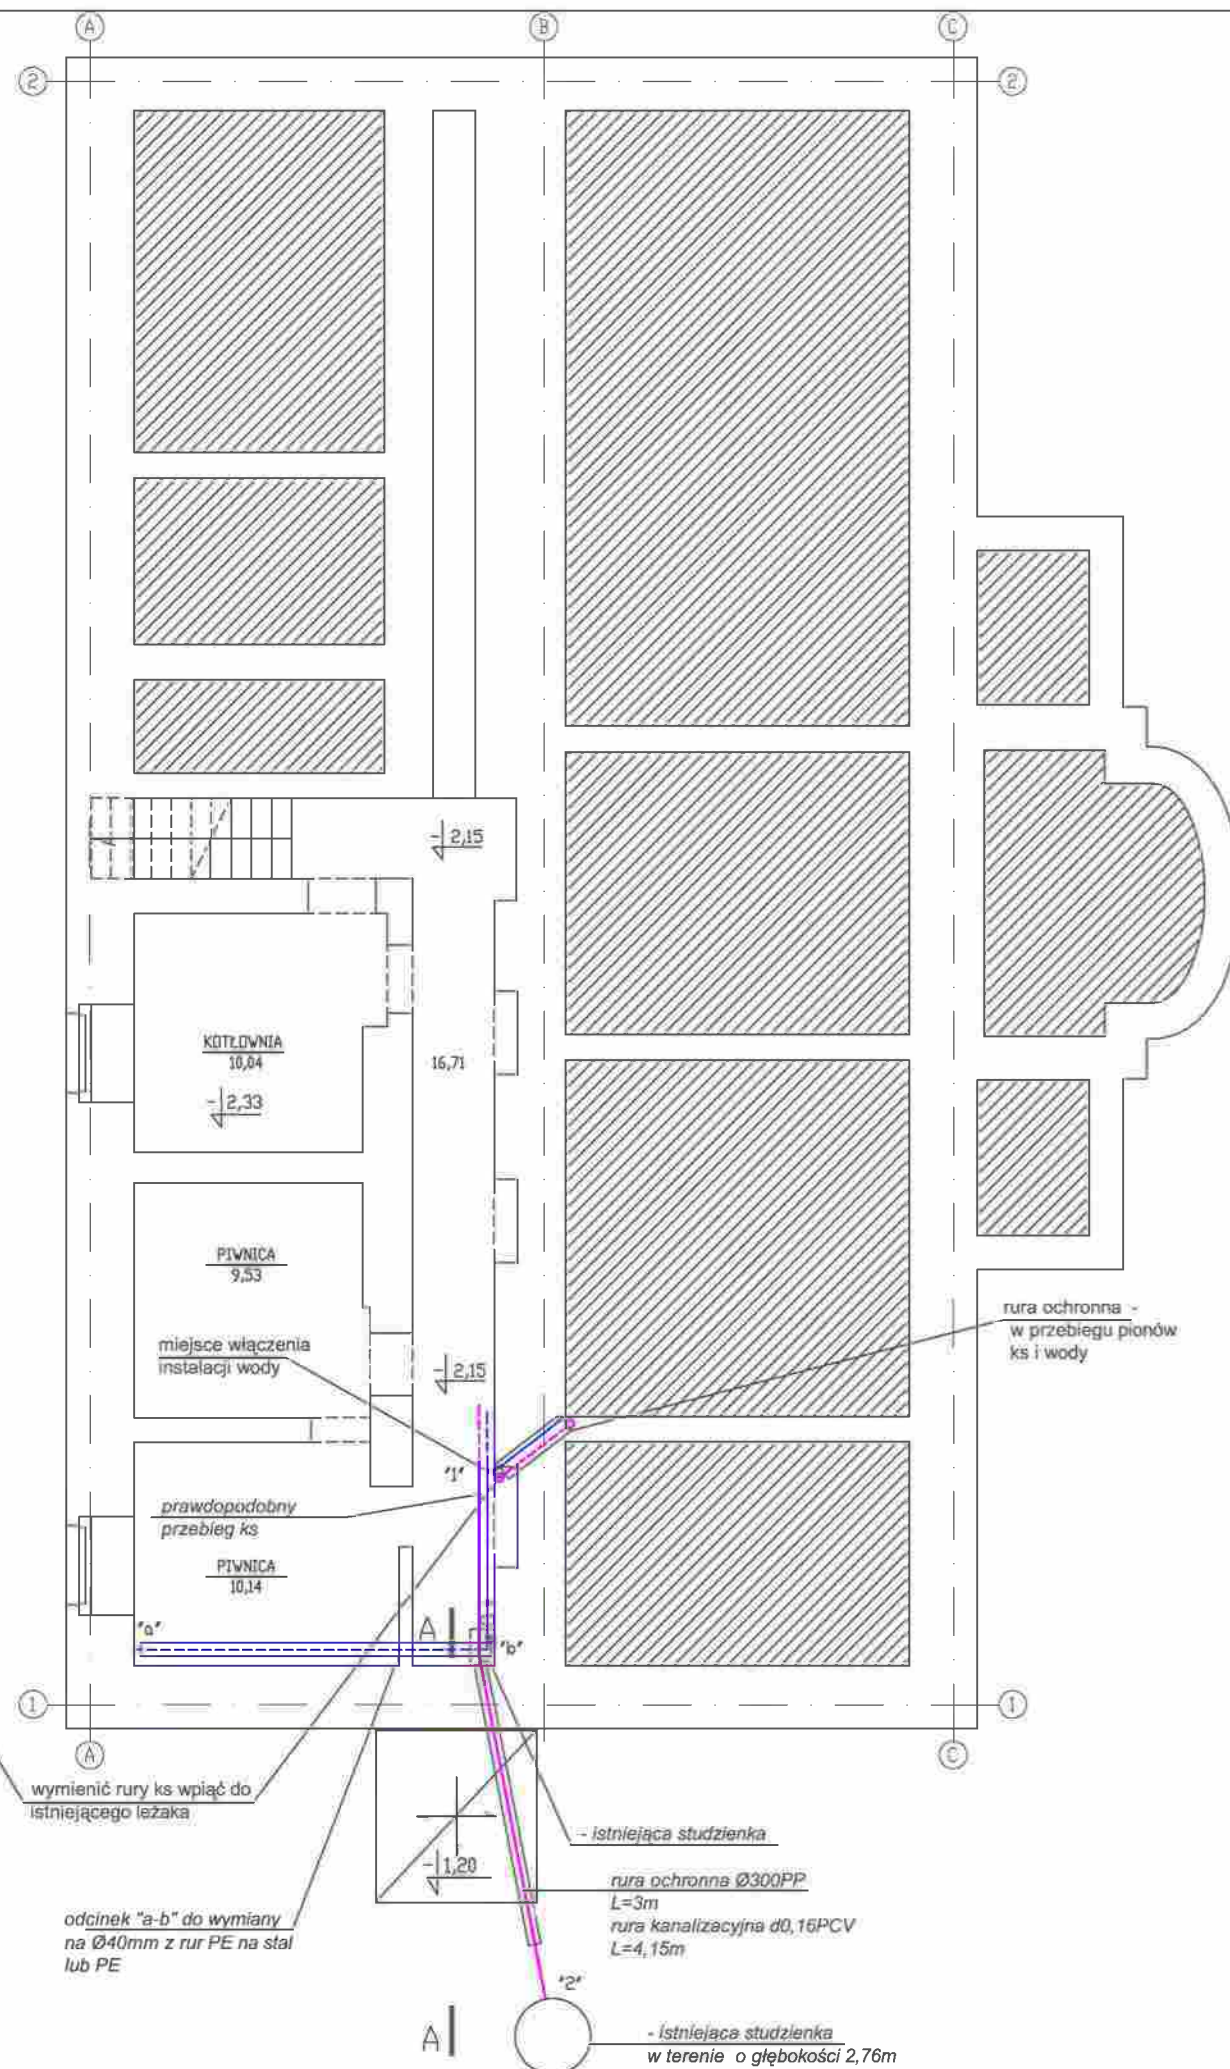 A
B
C
2
2
-2,15
KOTŁOWNIA
10,04
16,71
-2,33
PIWNICA
9,53
rura ochronna -
w przebiegu pionów
ks i wody
miejsce włączenia
instalacji wody
-2,15
"1"
prawdopodobny
przebieg ks
PIWNICA
10,14
"a"
A
"b"
1
1
A
C
wymienić rury ks wpiąć do
istniejącego leżaka
- istniejąca studzienka
-1,20
rura ochronna Ø300PP
L=3m
rura kanalizacyjna d0,16PCV
L=4,15m
odcinek "a-b" do wymiany
na Ø40mm z rur PE na stal
lub PE
"2"
A
- istniejąca studzienka
w terenie o głębokości 2,76m